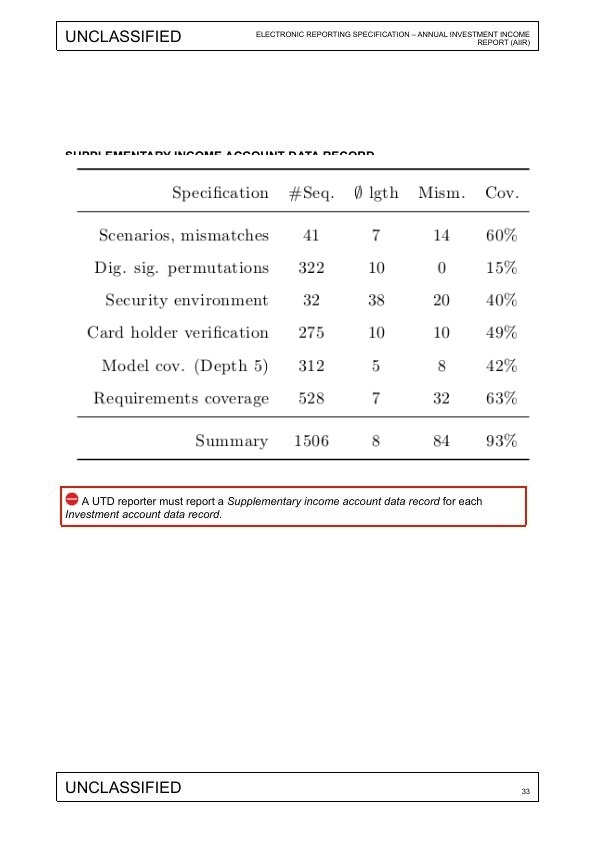 UNCLASSIFIED
ELECTRONIC REPORTING SPECIFICATION – ANNUAL INVESTMENT INCOME
REPORT (AIIR)
SUPPLEMENTARY INCOME ACCOUNT DATA RECORD
Specification #Seq. ∅ lgth Mism. Cov.
Scenarios, mismatches 41 7 14 60%
Dig. sig. permutations 322 10 0 15%
Security environment 32 38 20 40%
Card holder verification 275 10 10 49%
Model cov. (Depth 5) 312 5 8 42%
Requirements coverage 528 7 32 63%
Summary 1506 8 84 93%
A UTD reporter must report a Supplementary income account data record for each
Investment account data record.
UNCLASSIFIED
33